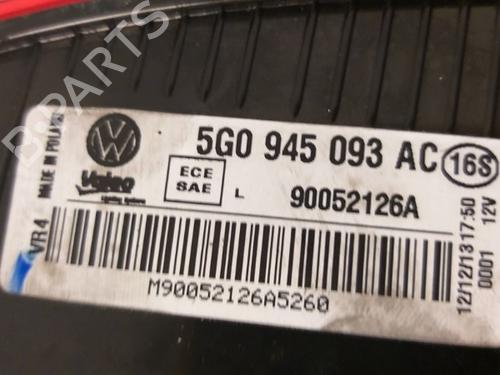 MADE IN POLAND
VR4
Valeo
5G0 945 093 AC
16S
ECE
SAE
L
90052126A
M90052126A5260
12/12/13 17:50
0001 12V
B-PARTS